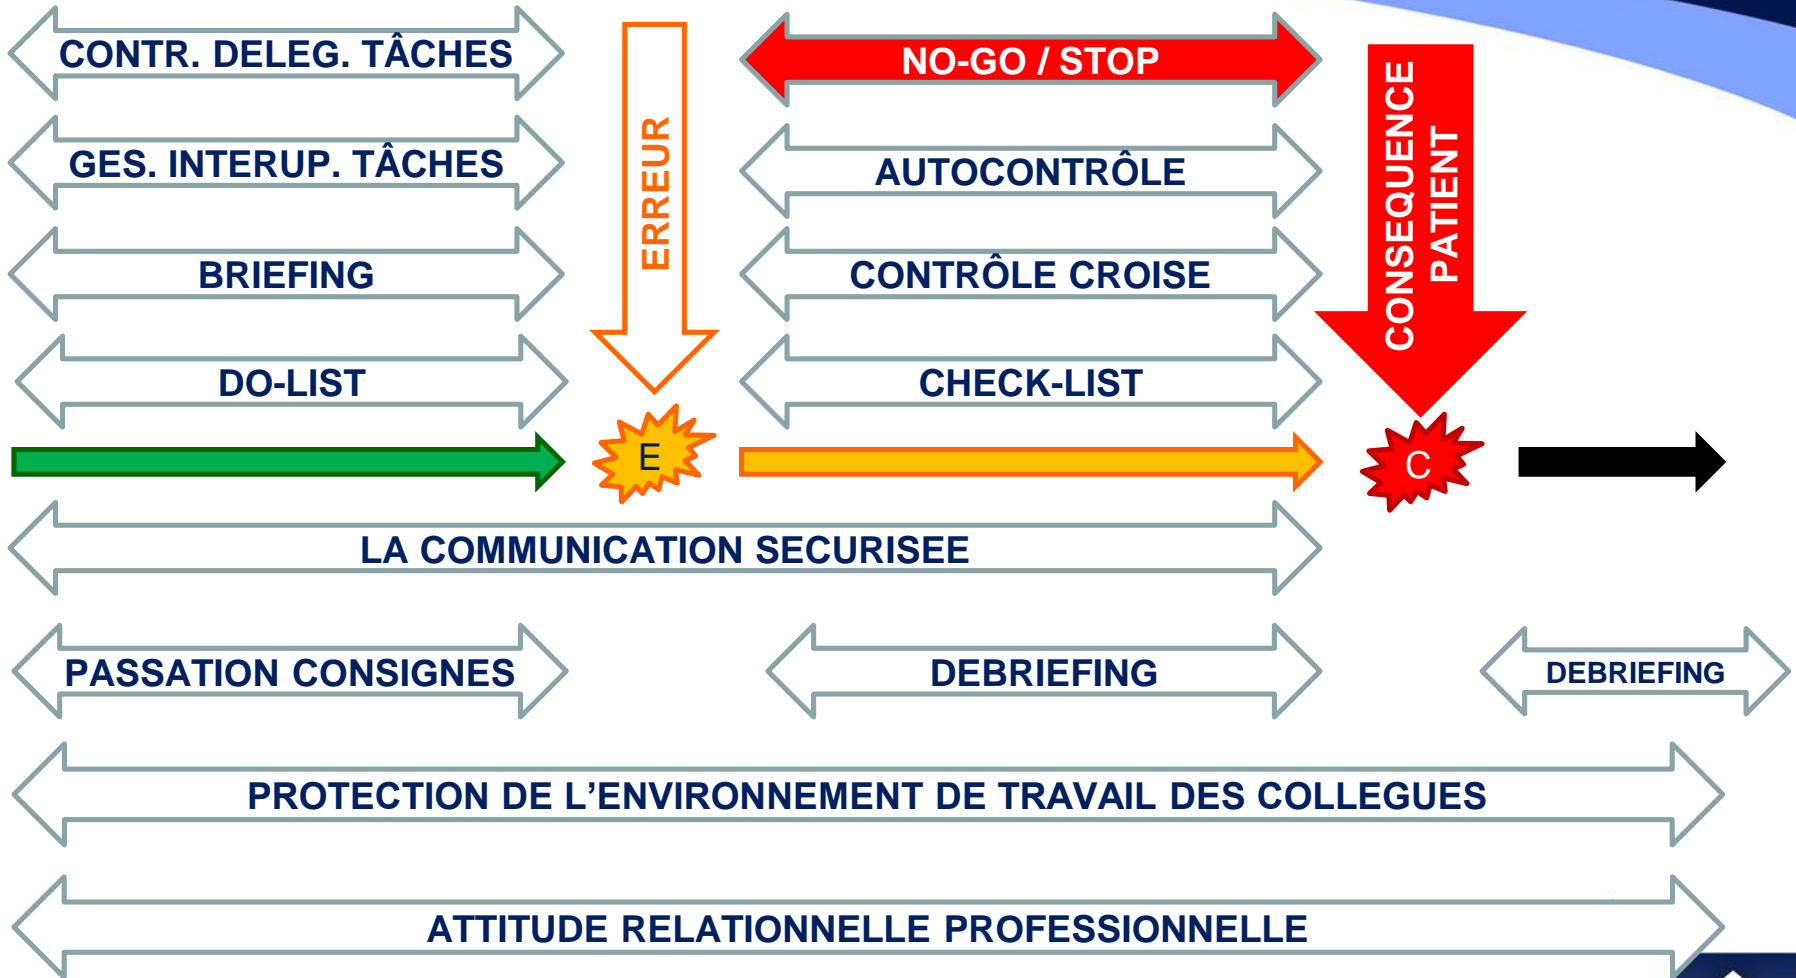 CONTR. DELEG. TÂCHES
NO-GO / STOP
GES. INTERUP. TÂCHES
AUTOCONTRÔLE
BRIEFING
CONTRÔLE CROISE
DO-LIST
CHECK-LIST
ERREUR
CONSEQUENCE
PATIENT
E
C
LA COMMUNICATION SECURISEE
PASSATION CONSIGNES
DEBRIEFING
DEBRIEFING
PROTECTION DE L’ENVIRONNEMENT DE TRAVAIL DES COLLEGUES
ATTITUDE RELATIONNELLE PROFESSIONNELLE